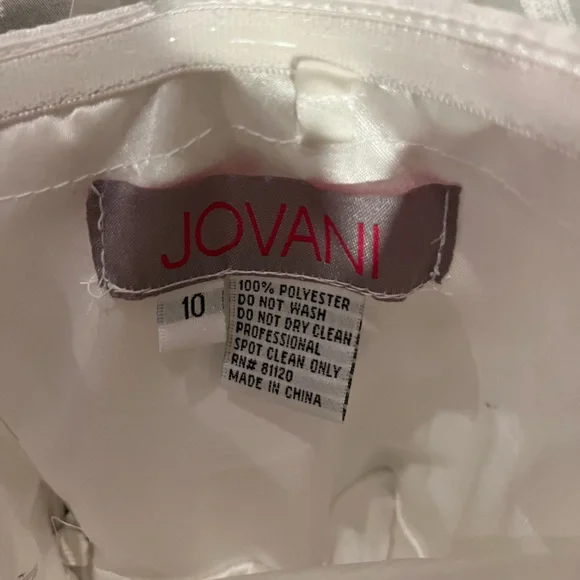 JOVANI
10
100% POLYESTER
DO NOT WASH
DO NOT DRY CLEAN
PROFESSIONAL
SPOT CLEAN ONLY
RN# 81120
MADE IN CHINA